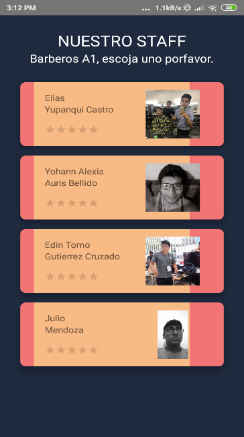 3:12 PM ... 1.1kB/s
NUESTRO STAFF
Barberos A1, escoja uno porfavor.
Elias
Yupanqui Castro
Yohann Alexis
Auris Bellido
Edin Tomo
Gutierrez Cruzado
Julio
Mendoza